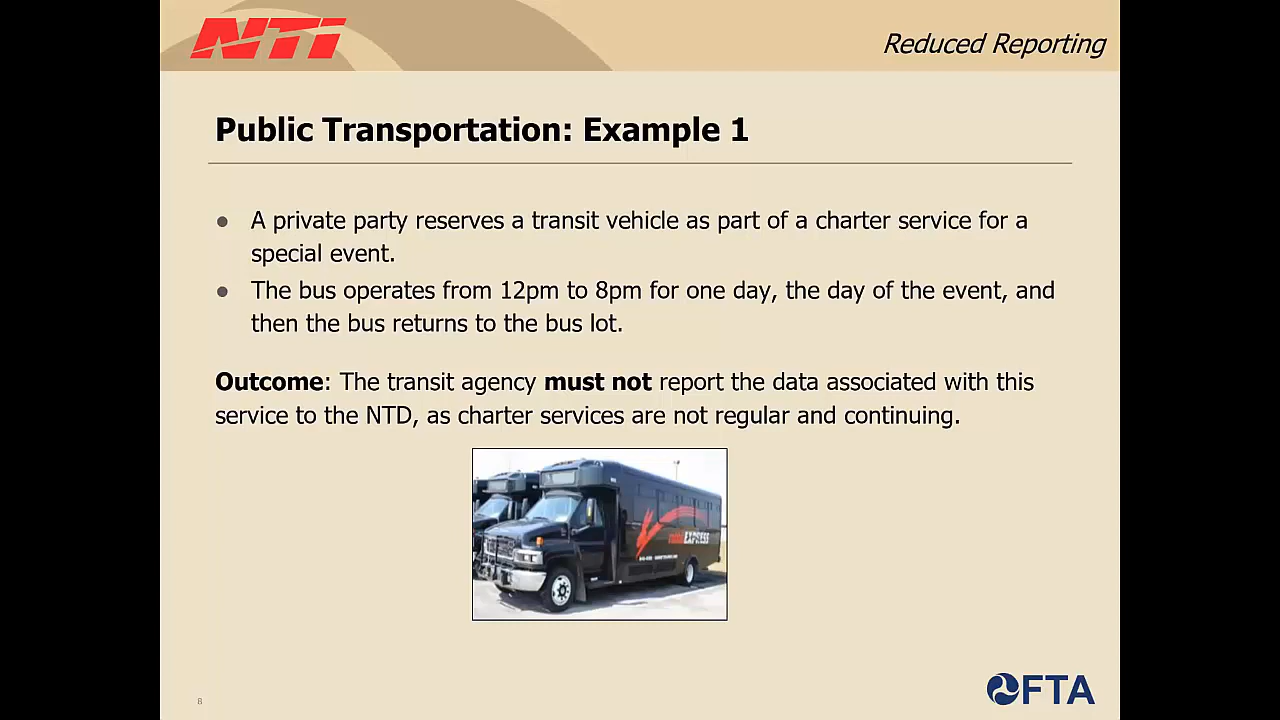 NTI
Reduced Reporting
Public Transportation: Example 1
● A private party reserves a transit vehicle as part of a charter service for a
special event.
● The bus operates from 12pm to 8pm for one day, the day of the event, and
then the bus returns to the bus lot.
Outcome: The transit agency must not report the data associated with this
service to the NTD, as charter services are not regular and continuing.
EXPRESS
8
FTA